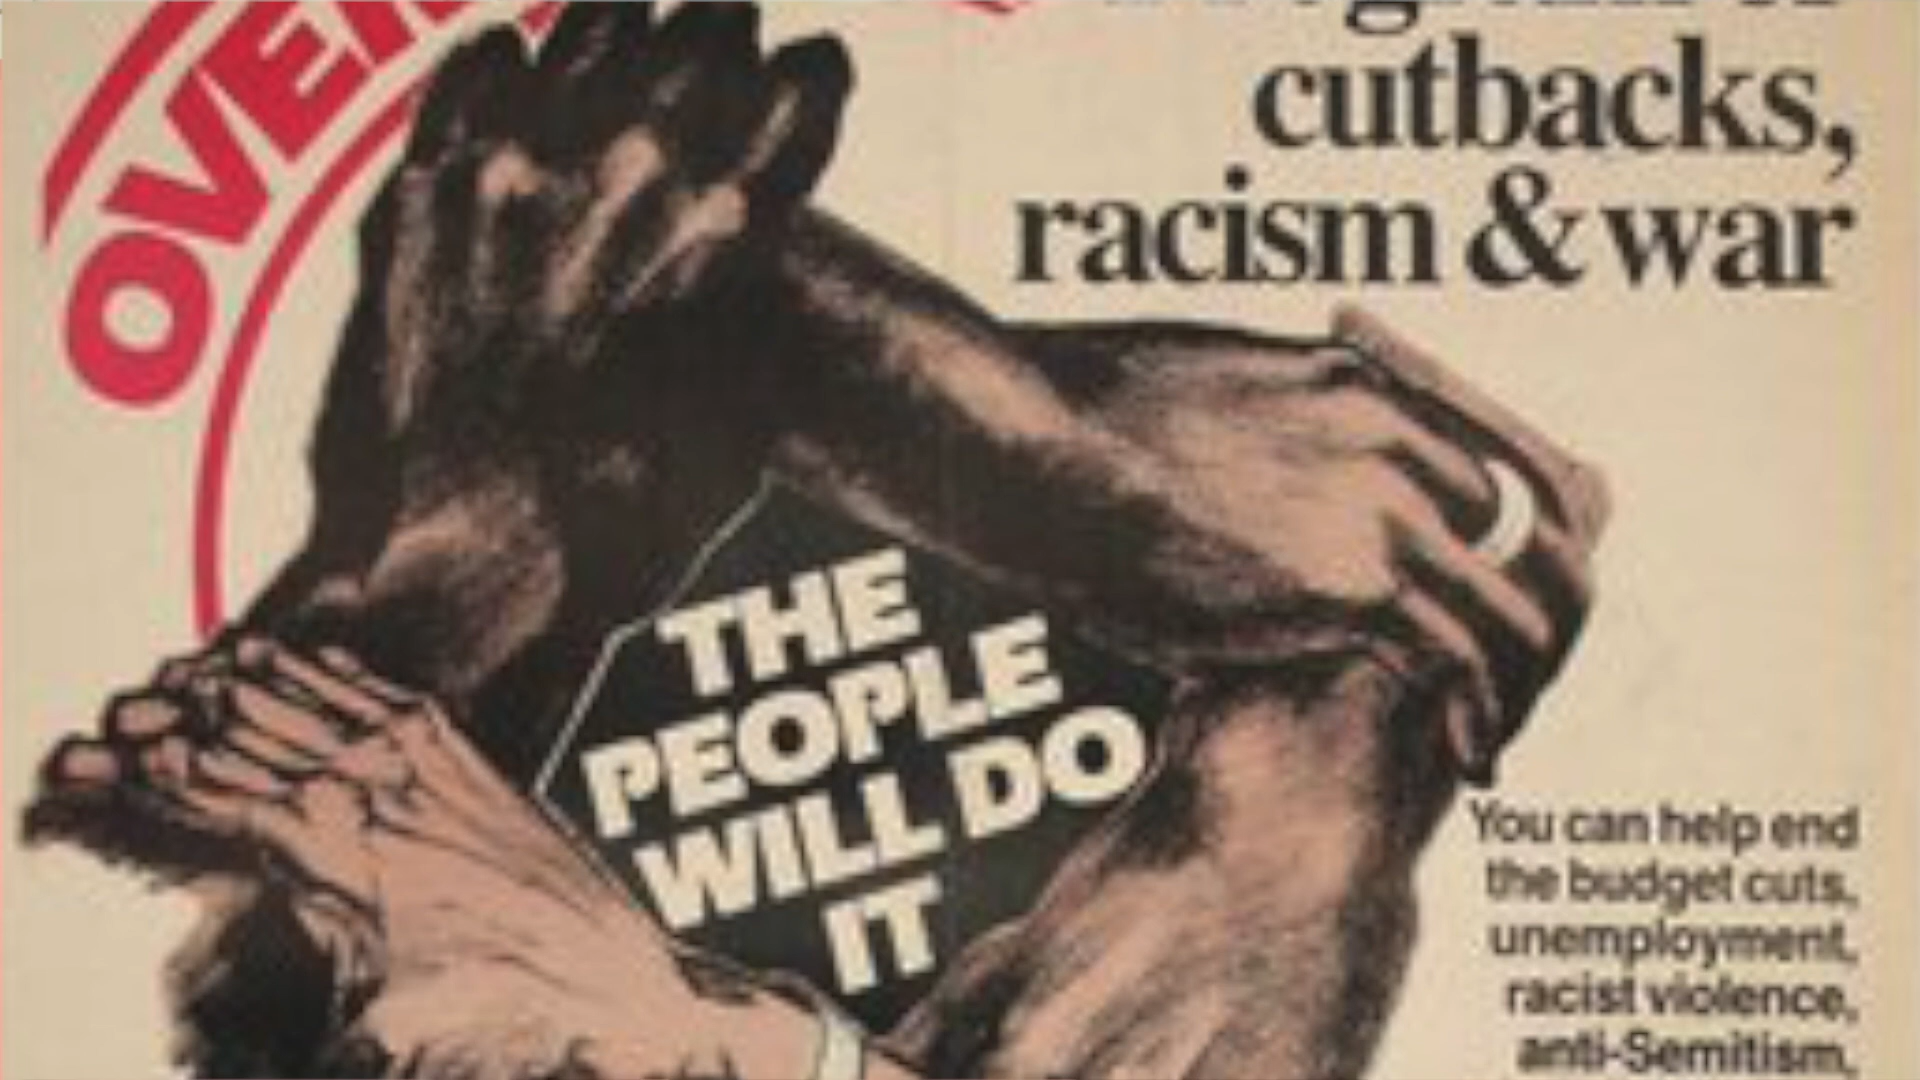 cutbacks,
racism & war
THE
PEOPLE
WILL DO
IT
You can help end
the budget cuts,
unemployment,
racist violence,
anti-Semitism,